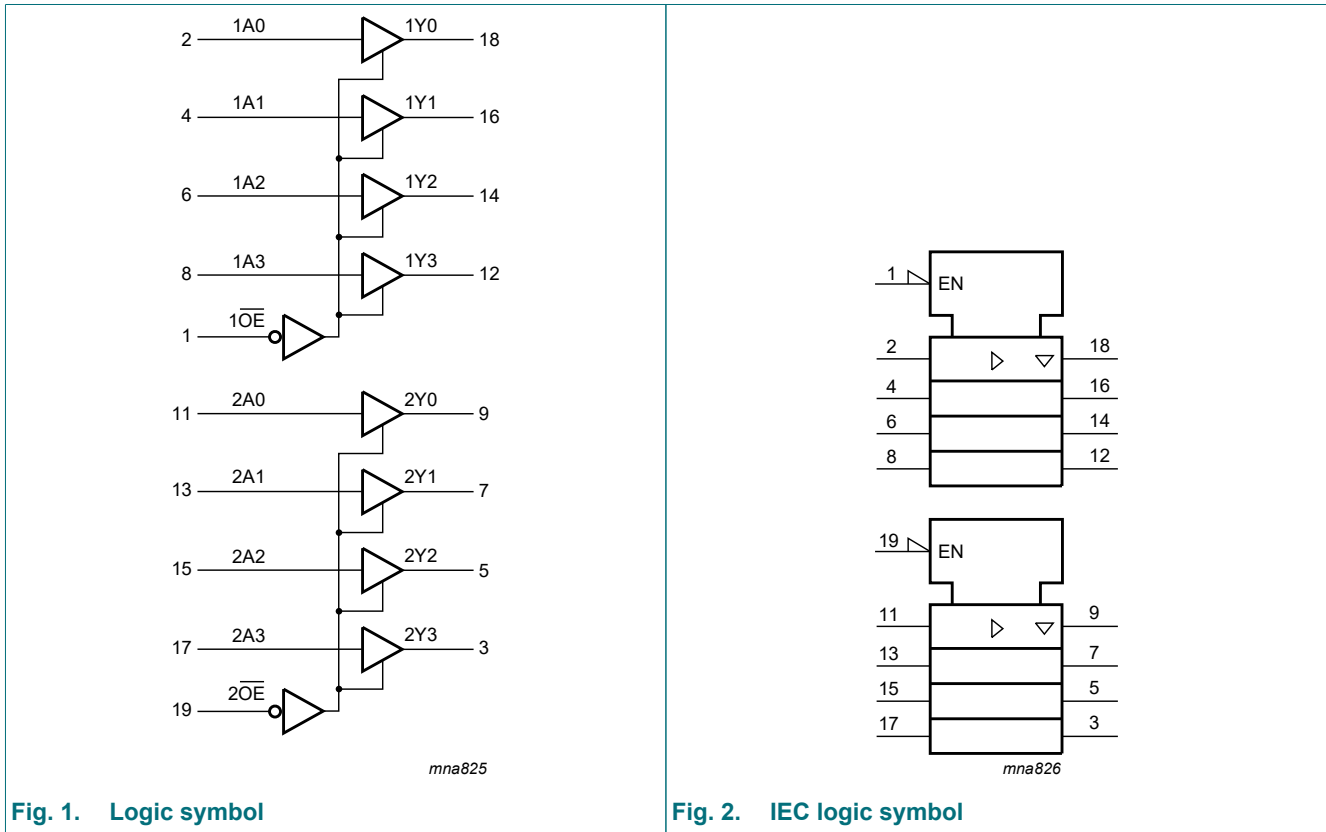 2 1A0 1Y0 18
4 1A1 1Y1 16
6 1A2 1Y2 14
8 1A3 1Y3 12
1 1O̅E̅
11 2A0 2Y0 9
13 2A1 2Y1 7
15 2A2 2Y2 5
17 2A3 2Y3 3
19 2O̅E̅
mna825
Fig. 1. Logic symbol
1 EN
2 18
4 16
6 14
8 12
19 EN
11 9
13 7
15 5
17 3
mna826
Fig. 2. IEC logic symbol